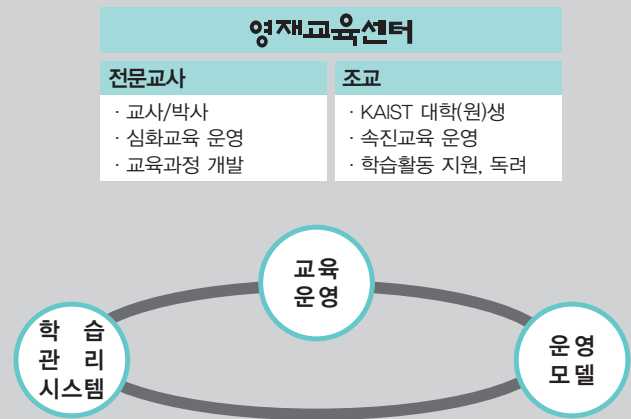 영재교육센터
전문교사
· 교사/박사
· 심화교육 운영
· 교육과정 개발
조교
· KAIST 대학(원)생
· 속진교육 운영
· 학습활동 지원, 독려
교육
운영
학 습
관 리
시스템
운영
모델